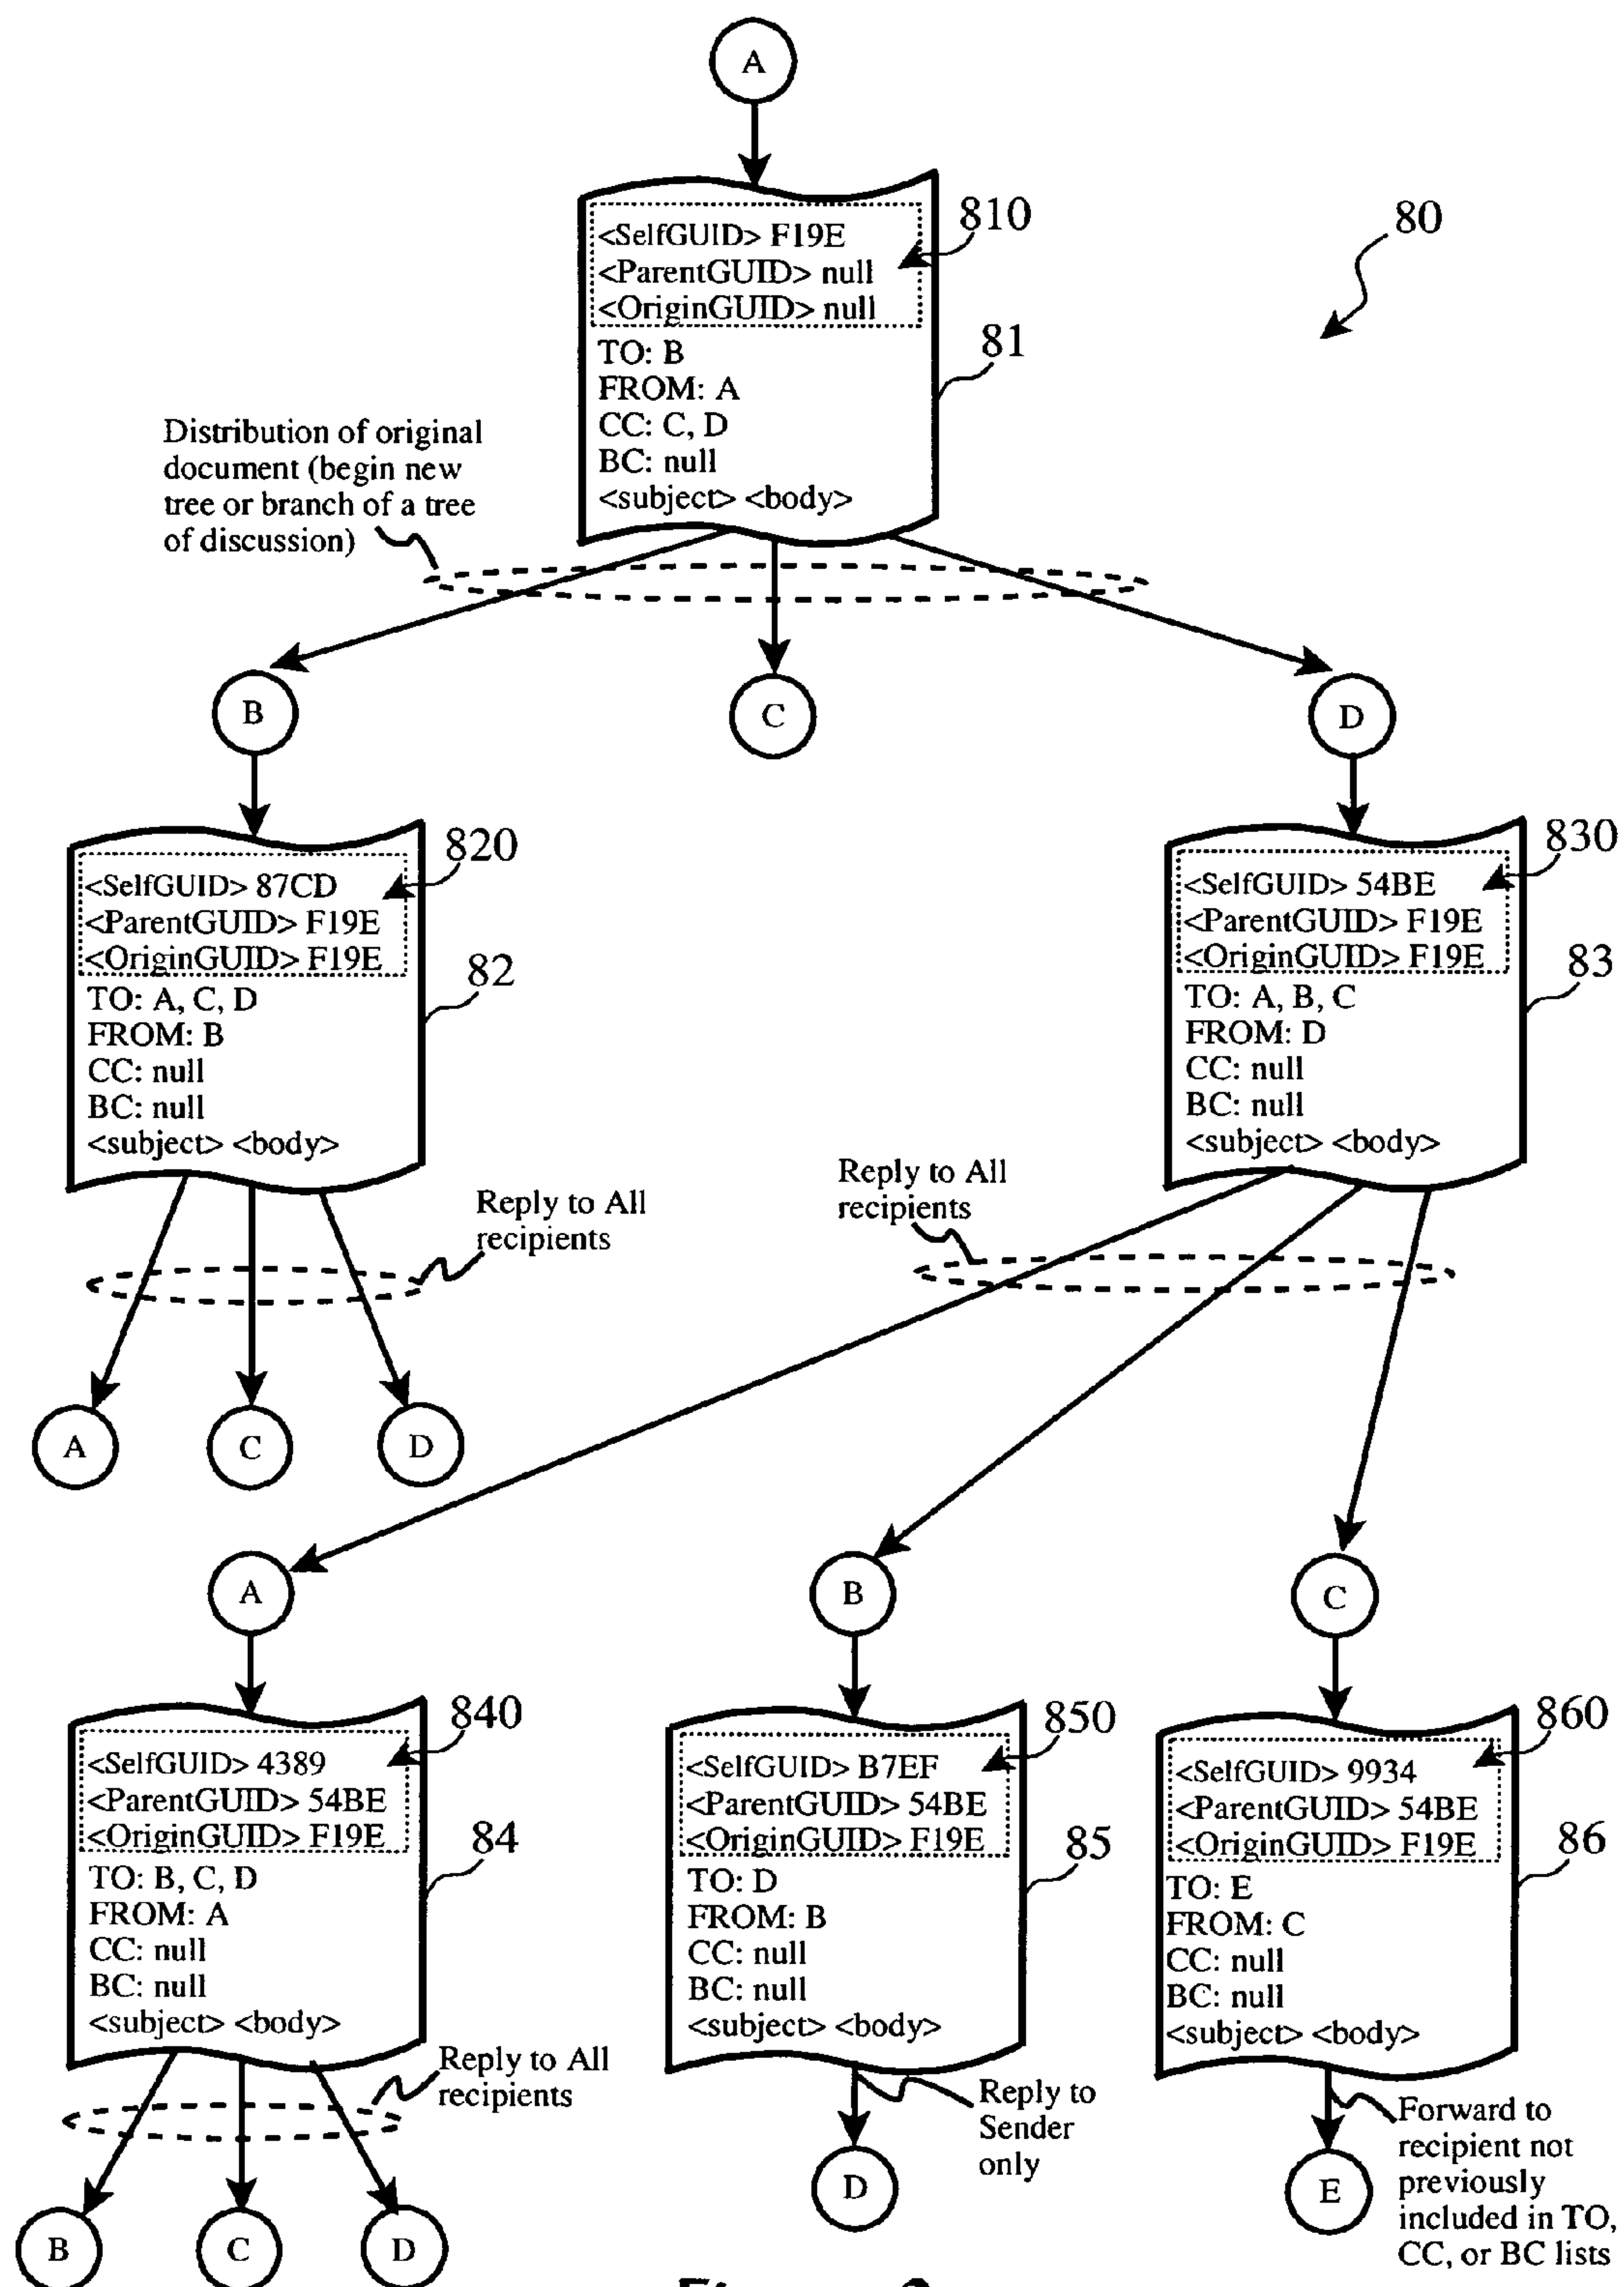 A
<SelfGUID> F19E
<ParentGUID> null
<OriginGUID> null
TO: B
FROM: A
CC: C, D
BC: null
<subject> <body>
810
81
80
Distribution of original
document (begin new
tree or branch of a tree
of discussion)
B
C
D
<SelfGUID> 87CD
<ParentGUID> F19E
<OriginGUID> F19E
TO: A, C, D
FROM: B
CC: null
BC: null
<subject> <body>
820
82
<SelfGUID> 54BE
<ParentGUID> F19E
<OriginGUID> F19E
TO: A, B, C
FROM: D
CC: null
BC: null
<subject> <body>
830
83
Reply to All
recipients
Reply to All
recipients
A
C
D
A
B
C
<SelfGUID> 4389
<ParentGUID> 54BE
<OriginGUID> F19E
TO: B, C, D
FROM: A
CC: null
BC: null
<subject> <body>
840
84
<SelfGUID> B7EF
<ParentGUID> 54BE
<OriginGUID> F19E
TO: D
FROM: B
CC: null
BC: null
<subject> <body>
850
85
<SelfGUID> 9934
<ParentGUID> 54BE
<OriginGUID> F19E
TO: E
FROM: C
CC: null
BC: null
<subject> <body>
860
86
Reply to All
recipients
Reply to
Sender
only
Forward to
recipient not
previously
included in TO,
CC, or BC lists
B
C
D
D
E